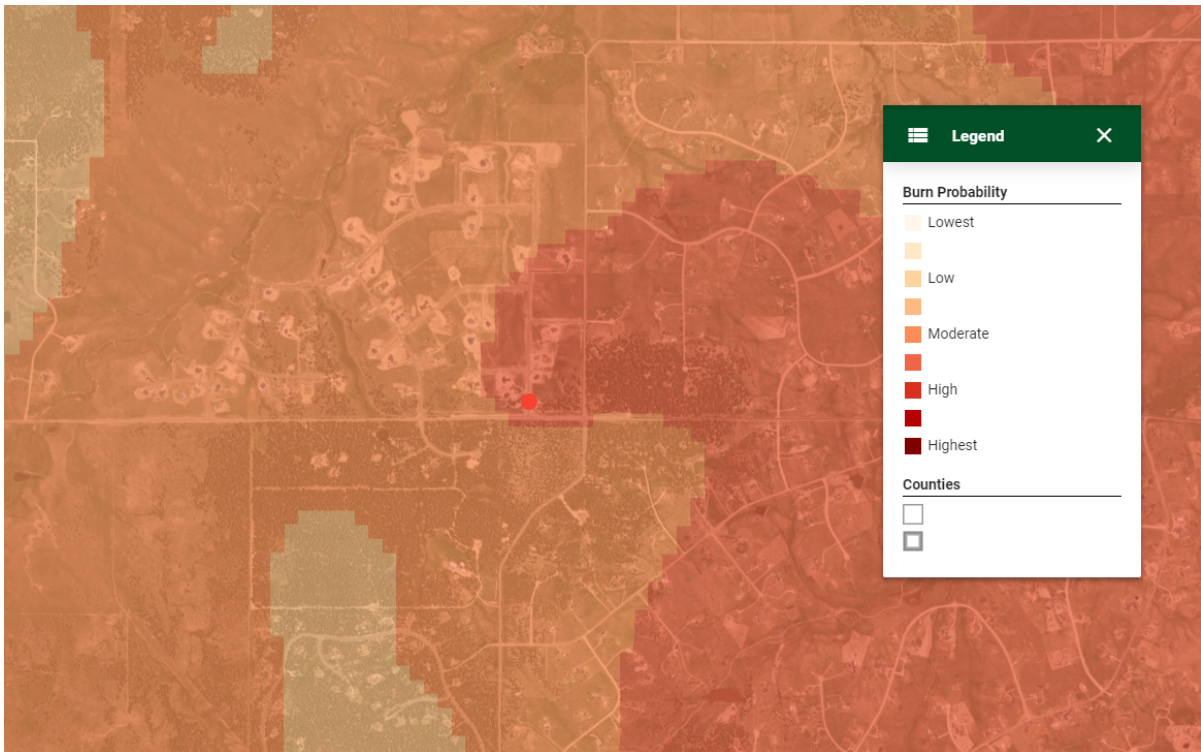 Legend
Burn Probability
Lowest
Low
Moderate
High
Highest
Counties